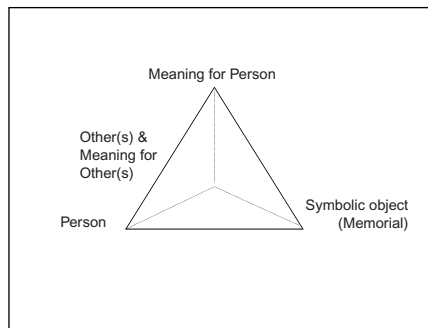 Meaning for Person
Other(s) &
Meaning for
Other(s)
Person
Symbolic object
(Memorial)